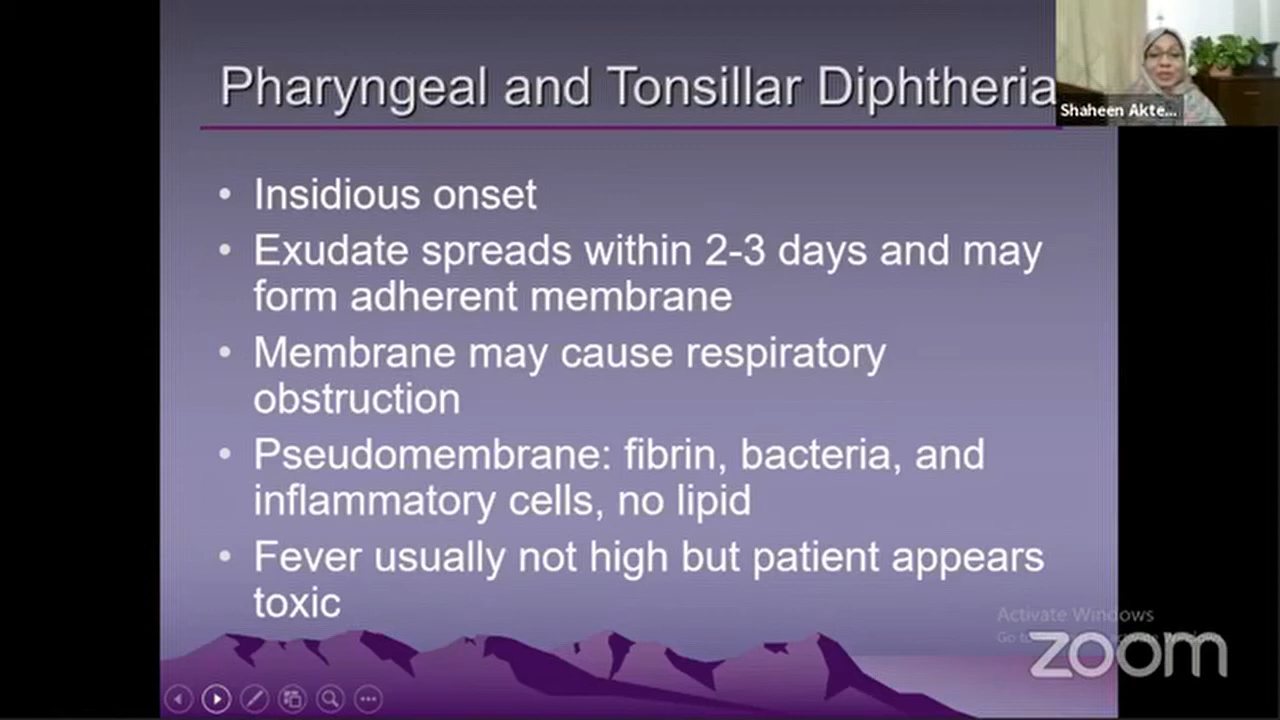 Pharyngeal and Tonsillar Diphtheria
Shaheen Akte...
• Insidious onset
• Exudate spreads within 2-3 days and may
form adherent membrane
• Membrane may cause respiratory
obstruction
• Pseudomembrane: fibrin, bacteria, and
inflammatory cells, no lipid
• Fever usually not high but patient appears
toxic
Activate Windows
zoom